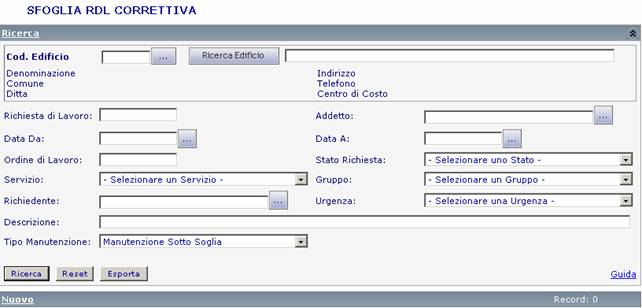 SFOGLIA RDL CORRETTIVA
Ricerca
Cod. Edificio ... Ricerca Edificio
Denominazione Indirizzo
Comune Telefono
Ditta Centro di Costo
Richiesta di Lavoro: Addetto: ...
Data Da: ... Data A: ...
Ordine di Lavoro: Stato Richiesta: - Selezionare uno Stato -
Servizio: - Selezionare un Servizio - Gruppo: - Selezionare un Gruppo -
Richiedente: ... Urgenza: - Selezionare una Urgenza -
Descrizione:
Tipo Manutenzione: Manutenzione Sotto Soglia
Ricerca Reset Esporta Guida
Nuovo Record: 0